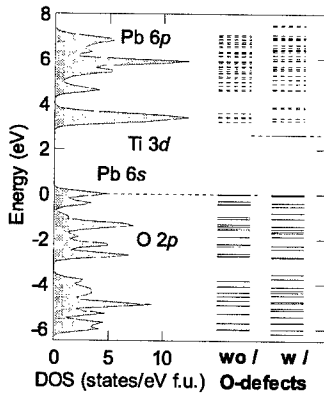 8
6
4
2
0
-2
-4
-6
Energy (eV)
Pb 6p
Ti 3d
Pb 6s
O 2p
0 5 10 wo / w /
DOS (states/eV f.u.) O-defects